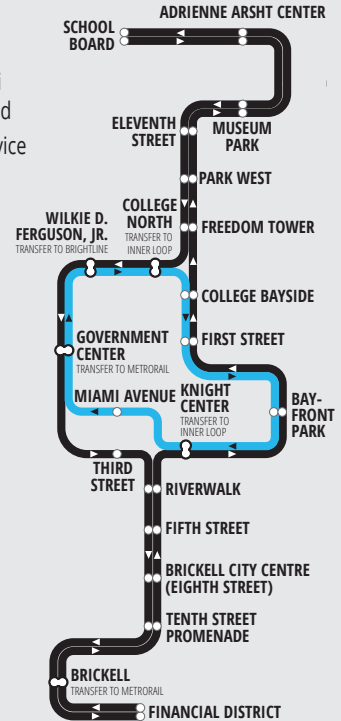 ADRIENNE ARSHT CENTER
SCHOOL
BOARD
d
vice
ELEVENTH
STREET
MUSEUM
PARK
PARK WEST
COLLEGE
NORTH
TRANSFER TO
INNER LOOP
WILKIE D.
FERGUSON, JR.
TRANSFER TO BRIGHTLINE
FREEDOM TOWER
COLLEGE BAYSIDE
FIRST STREET
GOVERNMENT
CENTER
TRANSFER TO METRORAIL
MIAMI AVENUE
KNIGHT
CENTER
TRANSFER TO
INNER LOOP
BAY-
FRONT
PARK
THIRD
STREET
RIVERWALK
FIFTH STREET
BRICKELL CITY CENTRE
(EIGHTH STREET)
TENTH STREET
PROMENADE
BRICKELL
TRANSFER TO METRORAIL
FINANCIAL DISTRICT